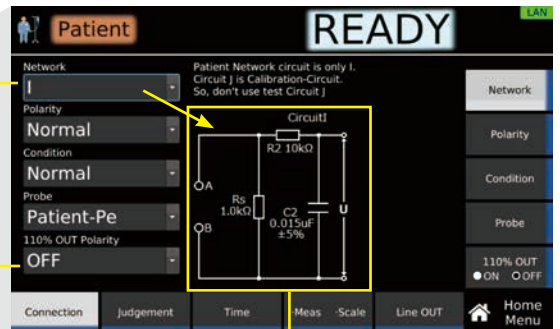 LAN
Patient
READY
Network
I
Polarity
Normal
Condition
Normal
Probe
Patient-Pe
110% OUT Polarity
OFF
Patient Network circuit is only I.
Circuit J is Calibration-Circuit.
So, don't use test Circuit J
CircuitI
R2 10kΩ
A
B
Rs
1.0kΩ
C2
0.015uF
±5%
U
Network
Polarity
Condition
Probe
110% OUT
ON OFF
Connection
Judgement
Time
·Meas ·Scale
Line OUT
Home
Menu